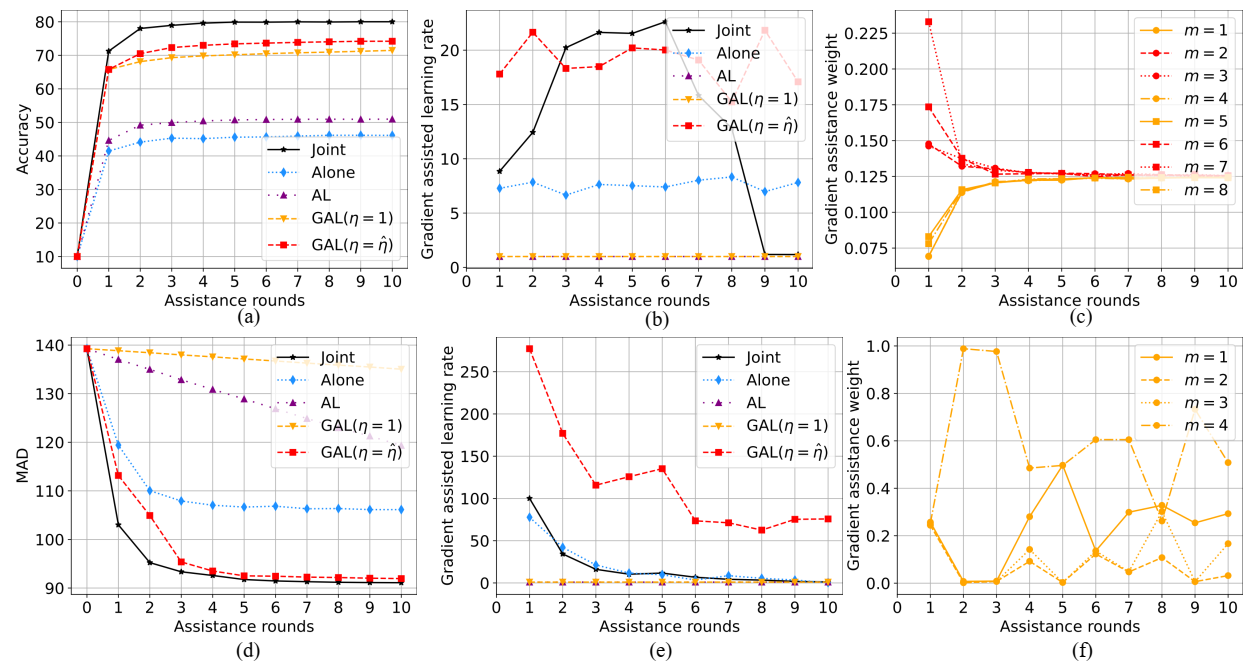 Accuracy
80
70
60
50
40
30
20
10
0 1 2 3 4 5 6 7 8 9 10
Assistance rounds
Joint
Alone
AL
GAL(η = 1)
GAL(η = η̂)
(a)
Gradient assisted learning rate
20
15
10
5
0
0 1 2 3 4 5 6 7 8 9 10
Assistance rounds
Joint
Alone
AL
GAL(η = 1)
GAL(η = η̂)
(b)
Gradient assistance weight
0.225
0.200
0.175
0.150
0.125
0.100
0.075
0 1 2 3 4 5 6 7 8 9 10
Assistance rounds
m = 1
m = 2
m = 3
m = 4
m = 5
m = 6
m = 7
m = 8
(c)
MAD
140
130
120
110
100
90
0 1 2 3 4 5 6 7 8 9 10
Assistance rounds
Joint
Alone
AL
GAL(η = 1)
GAL(η = η̂)
(d)
Gradient assisted learning rate
250
200
150
100
50
0
0 1 2 3 4 5 6 7 8 9 10
Assistance rounds
Joint
Alone
AL
GAL(η = 1)
GAL(η = η̂)
(e)
Gradient assistance weight
1.0
0.8
0.6
0.4
0.2
0.0
0 1 2 3 4 5 6 7 8 9 10
Assistance rounds
m = 1
m = 2
m = 3
m = 4
(f)